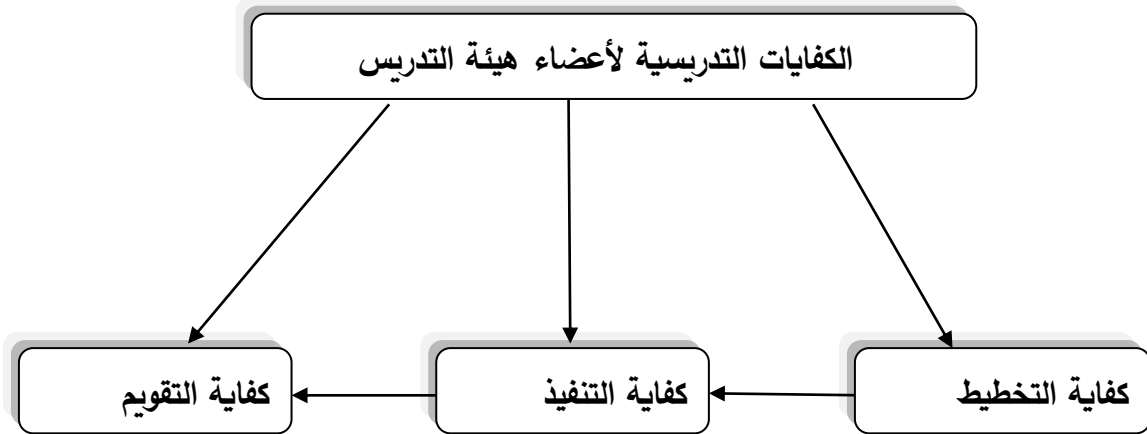 الكفايات التدريسية لأعضاء هيئة التدريس
كفاية التخطيط
كفاية التنفيذ
كفاية التقويم